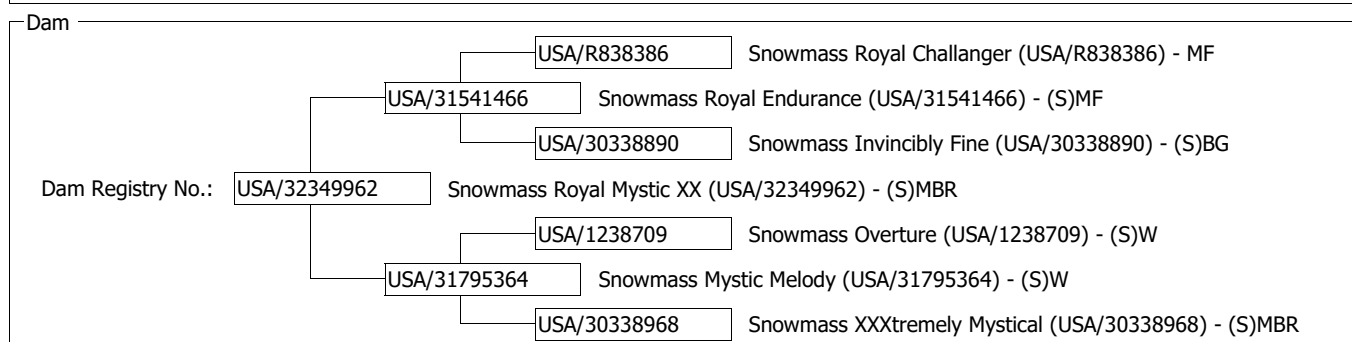 Dam
USA/R838386 Snowmass Royal Challanger (USA/R838386) - MF
USA/31541466 Snowmass Royal Endurance (USA/31541466) - (S)MF
USA/30338890 Snowmass Invincibly Fine (USA/30338890) - (S)BG
Dam Registry No.: USA/32349962 Snowmass Royal Mystic XX (USA/32349962) - (S)MBR
USA/1238709 Snowmass Overture (USA/1238709) - (S)W
USA/31795364 Snowmass Mystic Melody (USA/31795364) - (S)W
USA/30338968 Snowmass XXXtremely Mystical (USA/30338968) - (S)MBR